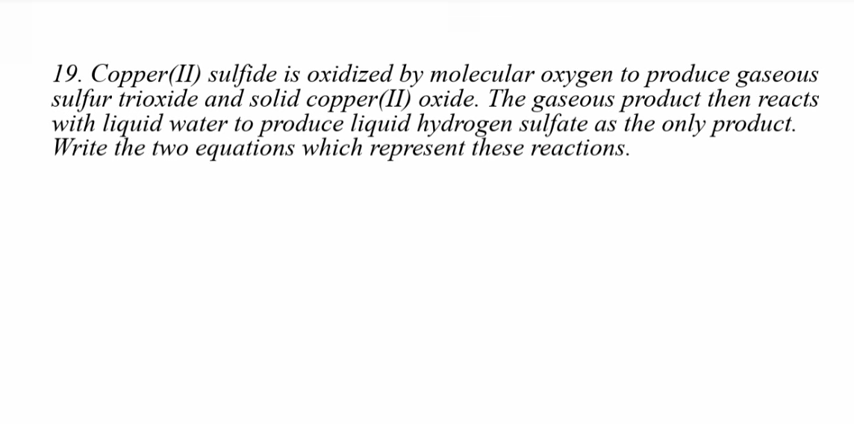 19. Copper(II) sulfide is oxidized by molecular oxygen to produce gaseous
sulfur trioxide and solid copper(II) oxide. The gaseous product then reacts
with liquid water to produce liquid hydrogen sulfate as the only product.
Write the two equations which represent these reactions.